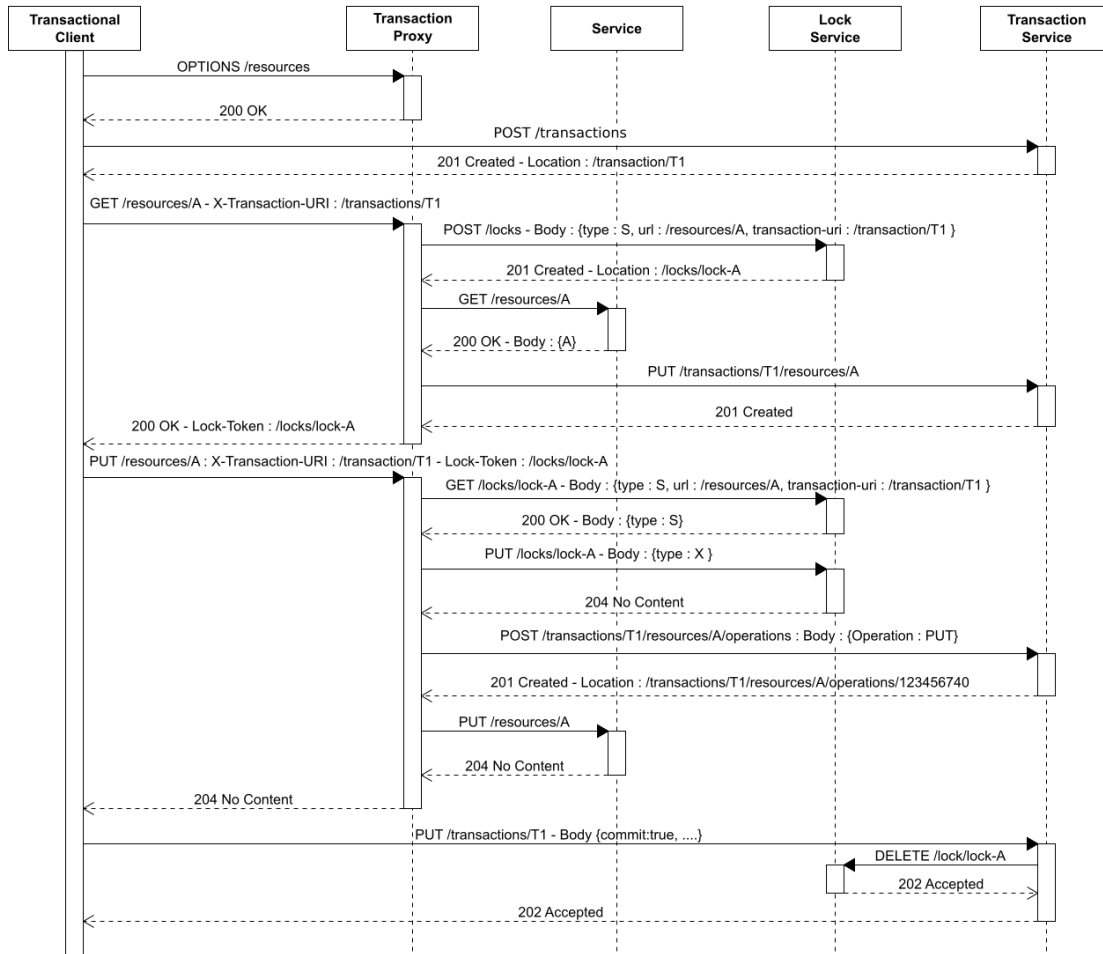 Transactional
Client
Transaction
Proxy
Service
Lock
Service
Transaction
Service
OPTIONS /resources
200 OK
POST /transactions
201 Created - Location : /transaction/T1
GET /resources/A - X-Transaction-URI : /transactions/T1
POST /locks - Body : {type : S, url : /resources/A, transaction-uri : /transaction/T1 }
201 Created - Location : /locks/lock-A
GET /resources/A
200 OK - Body : {A}
PUT /transactions/T1/resources/A
201 Created
200 OK - Lock-Token : /locks/lock-A
PUT /resources/A : X-Transaction-URI : /transaction/T1 - Lock-Token : /locks/lock-A
GET /locks/lock-A - Body : {type : S, url : /resources/A, transaction-uri : /transaction/T1 }
200 OK - Body : {type : S}
PUT /locks/lock-A - Body : {type : X }
204 No Content
POST /transactions/T1/resources/A/operations : Body : {Operation : PUT}
201 Created - Location : /transactions/T1/resources/A/operations/123456740
PUT /resources/A
204 No Content
204 No Content
PUT /transactions/T1 - Body {commit:true, ....}
DELETE /lock/lock-A
202 Accepted
202 Accepted